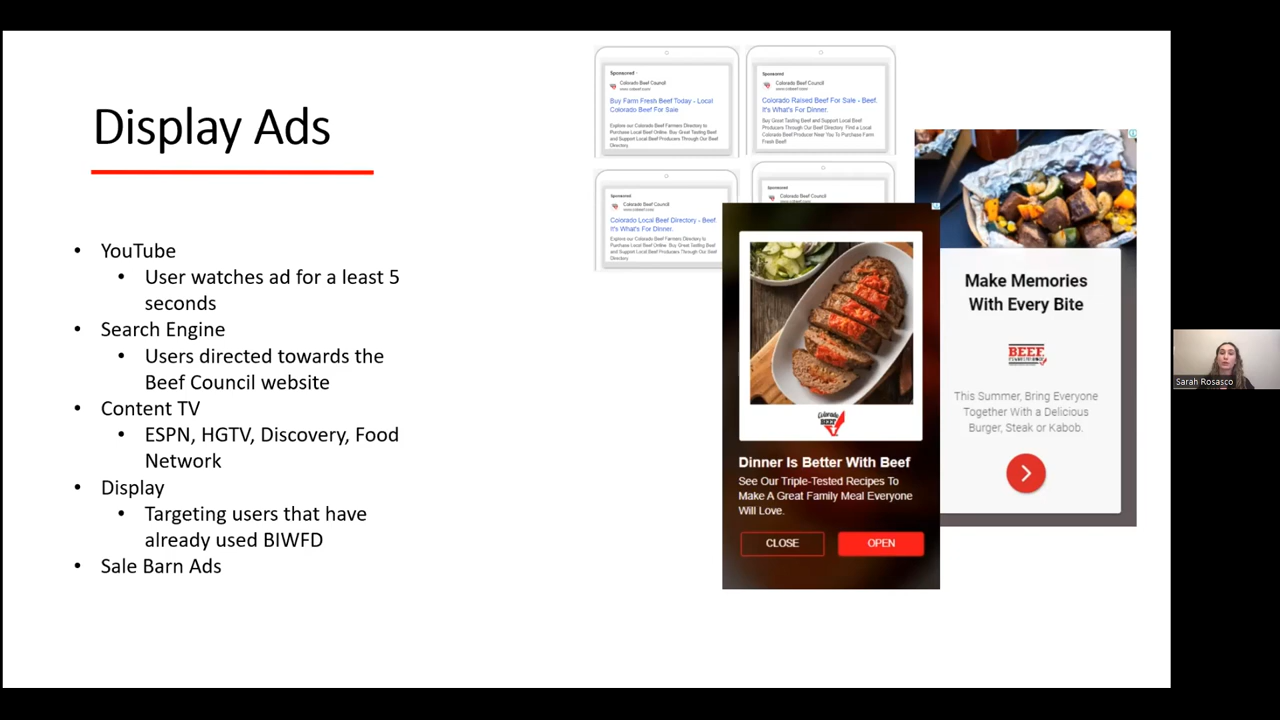 Display Ads
• YouTube
• User watches ad for a least 5
seconds
• Search Engine
• Users directed towards the
Beef Council website
• Content TV
• ESPN, HGTV, Discovery, Food
Network
• Display
• Targeting users that have
already used BIWFD
• Sale Barn Ads
Sponsored
Colorado Beef Council
www.cobeef.com/
Buy Farm Fresh Beef Today - Local
Colorado Beef For Sale
Explore our Colorado Beef Farmers Directory to
Purchase Local Beef Online. Buy Great Tasting Beef
and Support Local Beef Producers Through Our Beef
Directory.
Sponsored
Colorado Beef Council
www.cobeef.com/
Colorado Raised Beef For Sale - Beef.
It's What's For Dinner.
Buy Great Tasting Beef and Support Local Beef
Producers Through Our Beef Directory. Find a Local
Colorado Beef Producer Near You To Purchase Farm
Fresh Beef!
Sponsored
Colorado Beef Council
www.cobeef.com/
Colorado Local Beef Directory - Beef.
It's What's For Dinner.
Explore our Colorado Beef Farmers Directory to
Purchase Local Beef Online. Buy Great Tasting Beef
and Support Local Beef Producers Through Our Beef
Directory.
Sponsored
Colorado Beef Council
Colorado
BEEF
Dinner Is Better With Beef
See Our Triple-Tested Recipes To
Make A Great Family Meal Everyone
Will Love.
CLOSE
OPEN
Make Memories
With Every Bite
BEEF
This Summer, Bring Everyone
Together With a Delicious
Burger, Steak or Kabob.
Sarah Rosasco